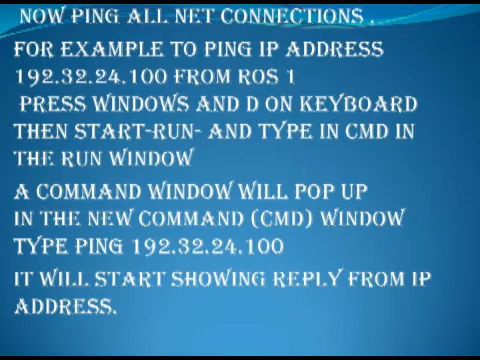 NOW PING ALL NET CONNECTIONS .
FOR EXAMPLE TO PING IP ADDRESS
192.32.24.100 FROM ROS 1
PRESS WINDOWS AND D ON KEYBOARD
THEN START-RUN- AND TYPE IN CMD IN
THE RUN WINDOW
A COMMAND WINDOW WILL POP UP
IN THE NEW COMMAND (CMD) WINDOW
TYPE PING 192.32.24.100
IT WILL START SHOWING REPLY FROM IP
ADDRESS.